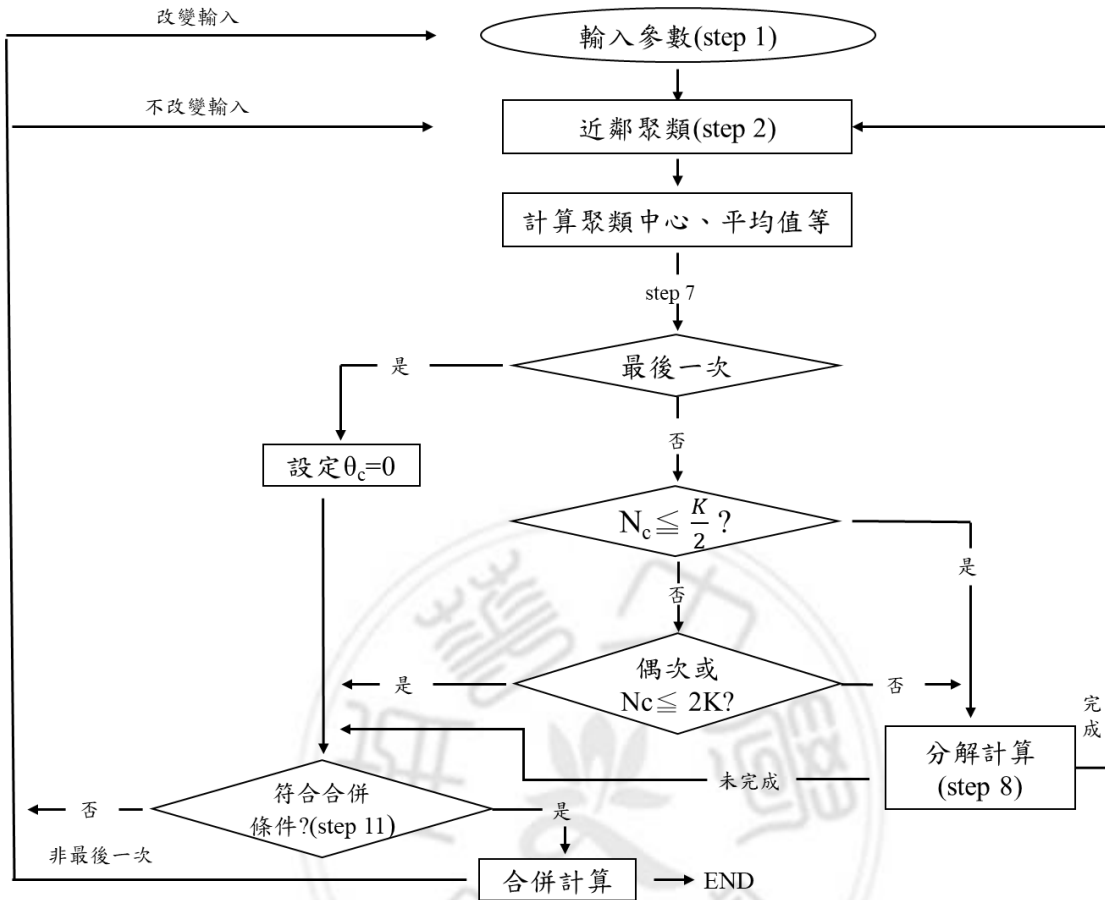 改變輸入
輸入參數(step 1)
不改變輸入
近鄰聚類(step 2)
計算聚類中心、平均值等
step 7
最後一次
是
否
設定θc=0
Nc≦ K/2 ?
是
否
偶次或
Nc≦ 2K?
是
否
完
成
分解計算
(step 8)
未完成
符合合併
條件?(step 11)
否
是
非最後一次
合併計算
END